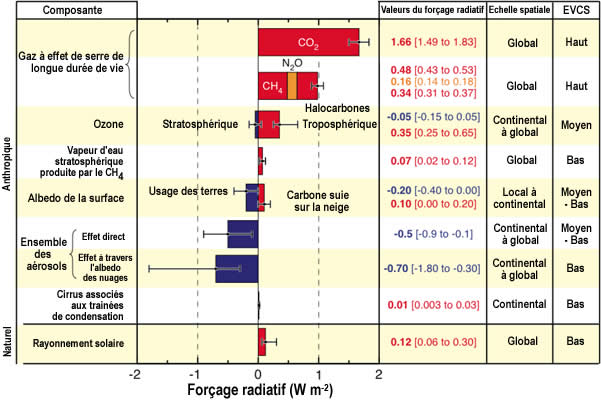 Composante
Valeurs du forçage radiatif
Echelle spatiale
EVCS
Anthropique
Gaz à effet de serre de
longue durée de vie
CO2
1.66 [1.49 to 1.83]
Global
Haut
N2O
CH4
Halocarbones
0.48 [0.43 to 0.53]
0.16 [0.14 to 0.18]
0.34 [0.31 to 0.37]
Global
Haut
Ozone
Stratosphérique
Troposphérique
-0.05 [-0.15 to 0.05]
0.35 [0.25 to 0.65]
Continental
à global
Moyen
Vapeur d'eau
stratosphérique
produite par le CH4
0.07 [0.02 to 0.12]
Global
Bas
Albedo de la surface
Usage des terres
Carbone suie
sur la neige
-0.20 [-0.40 to 0.00]
0.10 [0.00 to 0.20]
Local à
continental
Moyen
- Bas
Ensemble
des
aérosols
Effet direct
-0.5 [-0.9 to -0.1]
Continental
à global
Moyen
- Bas
Effet à travers
l'albedo
des nuages
-0.70 [-1.80 to -0.30]
Continental
à global
Bas
Cirrus associés
aux trainées
de condensation
0.01 [0.003 to 0.03]
Continental
Bas
Naturel
Rayonnement solaire
0.12 [0.06 to 0.30]
Global
Bas
-2 -1 0 1 2
Forçage radiatif (W m-2)